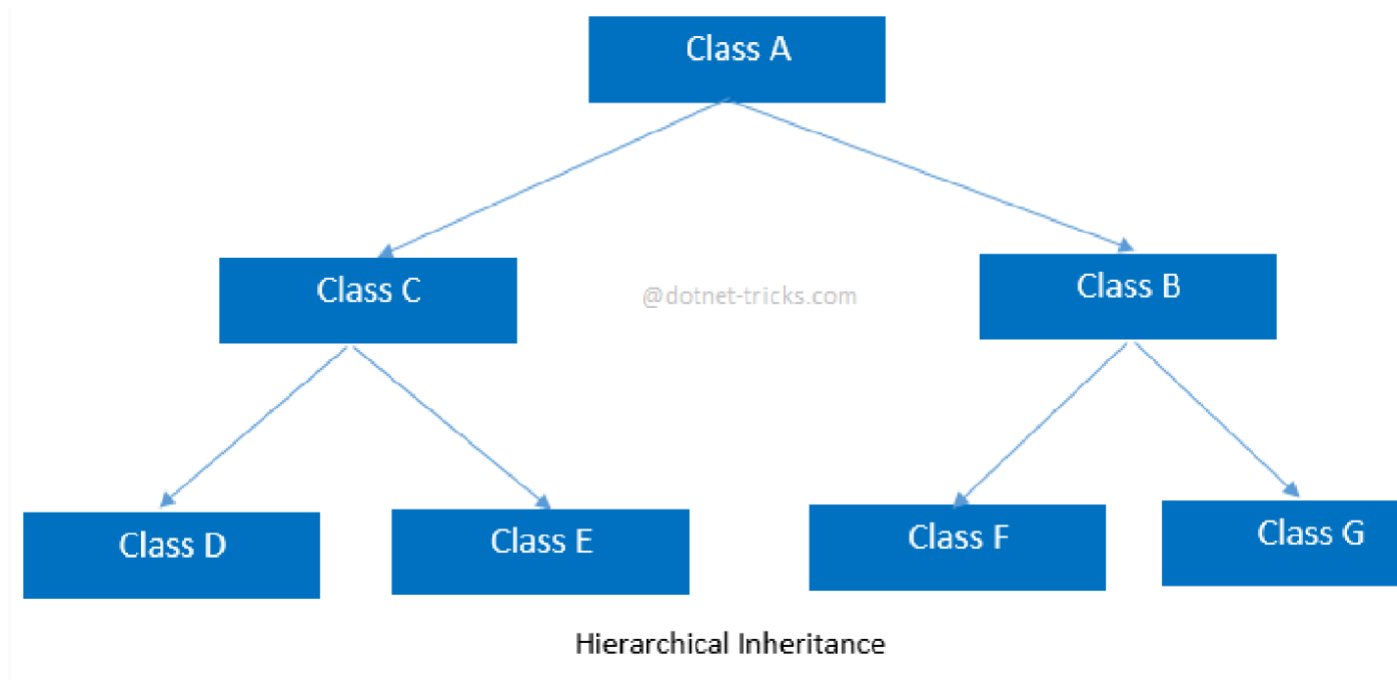 Class A
Class C
@dotnet-tricks.com
Class B
Class D
Class E
Class F
Class G
Hierarchical Inheritance